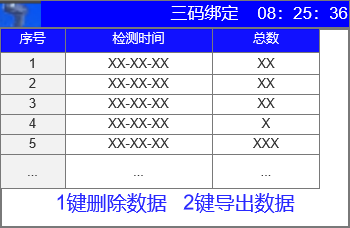 三码绑定 08：25：36
序号 检测时间 总数
1 XX-XX-XX XX
2 XX-XX-XX XX
3 XX-XX-XX XX
4 XX-XX-XX X
5 XX-XX-XX XXX
... ... ...
1键删除数据 2键导出数据